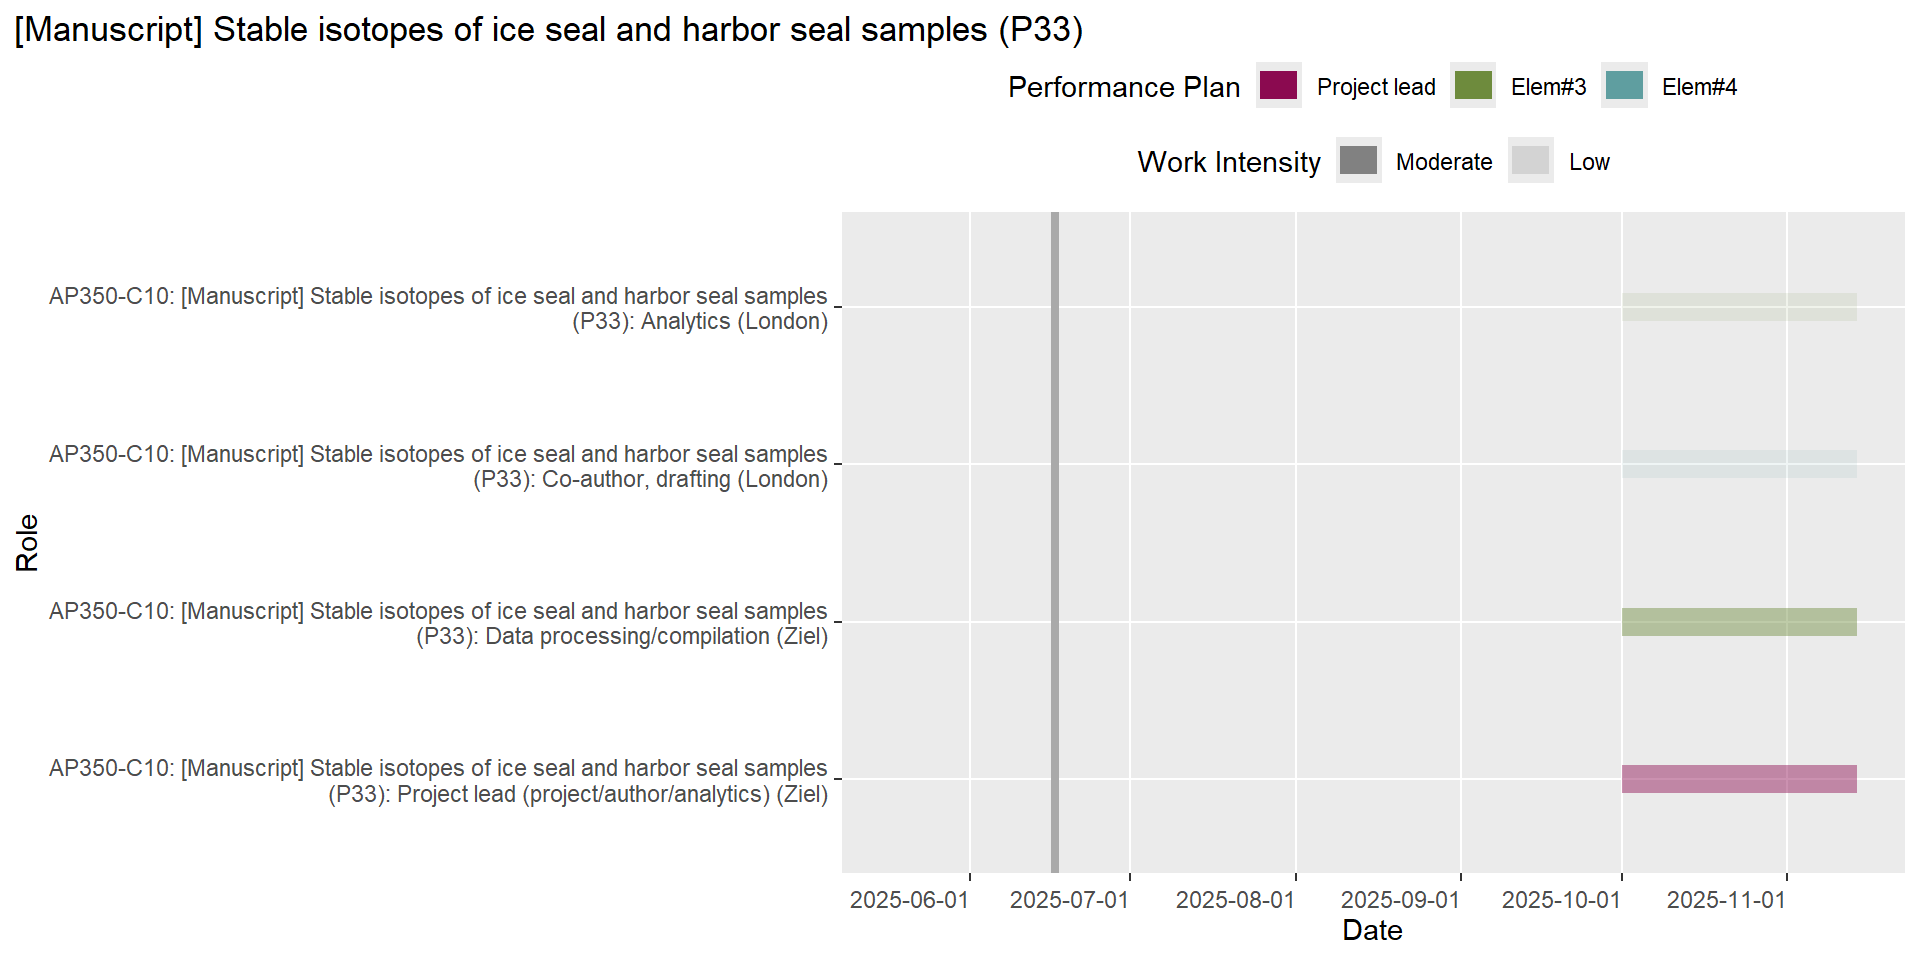 [Manuscript] Stable isotopes of ice seal and harbor seal samples (P33)
Performance Plan Project lead Elem#3 Elem#4
Work Intensity Moderate Low
AP350-C10: [Manuscript] Stable isotopes of ice seal and harbor seal samples
(P33): Analytics (London)
AP350-C10: [Manuscript] Stable isotopes of ice seal and harbor seal samples
(P33): Co-author, drafting (London)
Role
AP350-C10: [Manuscript] Stable isotopes of ice seal and harbor seal samples
(P33): Data processing/compilation (Ziel)
AP350-C10: [Manuscript] Stable isotopes of ice seal and harbor seal samples
(P33): Project lead (project/author/analytics) (Ziel)
2025-06-01 2025-07-01 2025-08-01 2025-09-01 2025-10-01 2025-11-01
Date